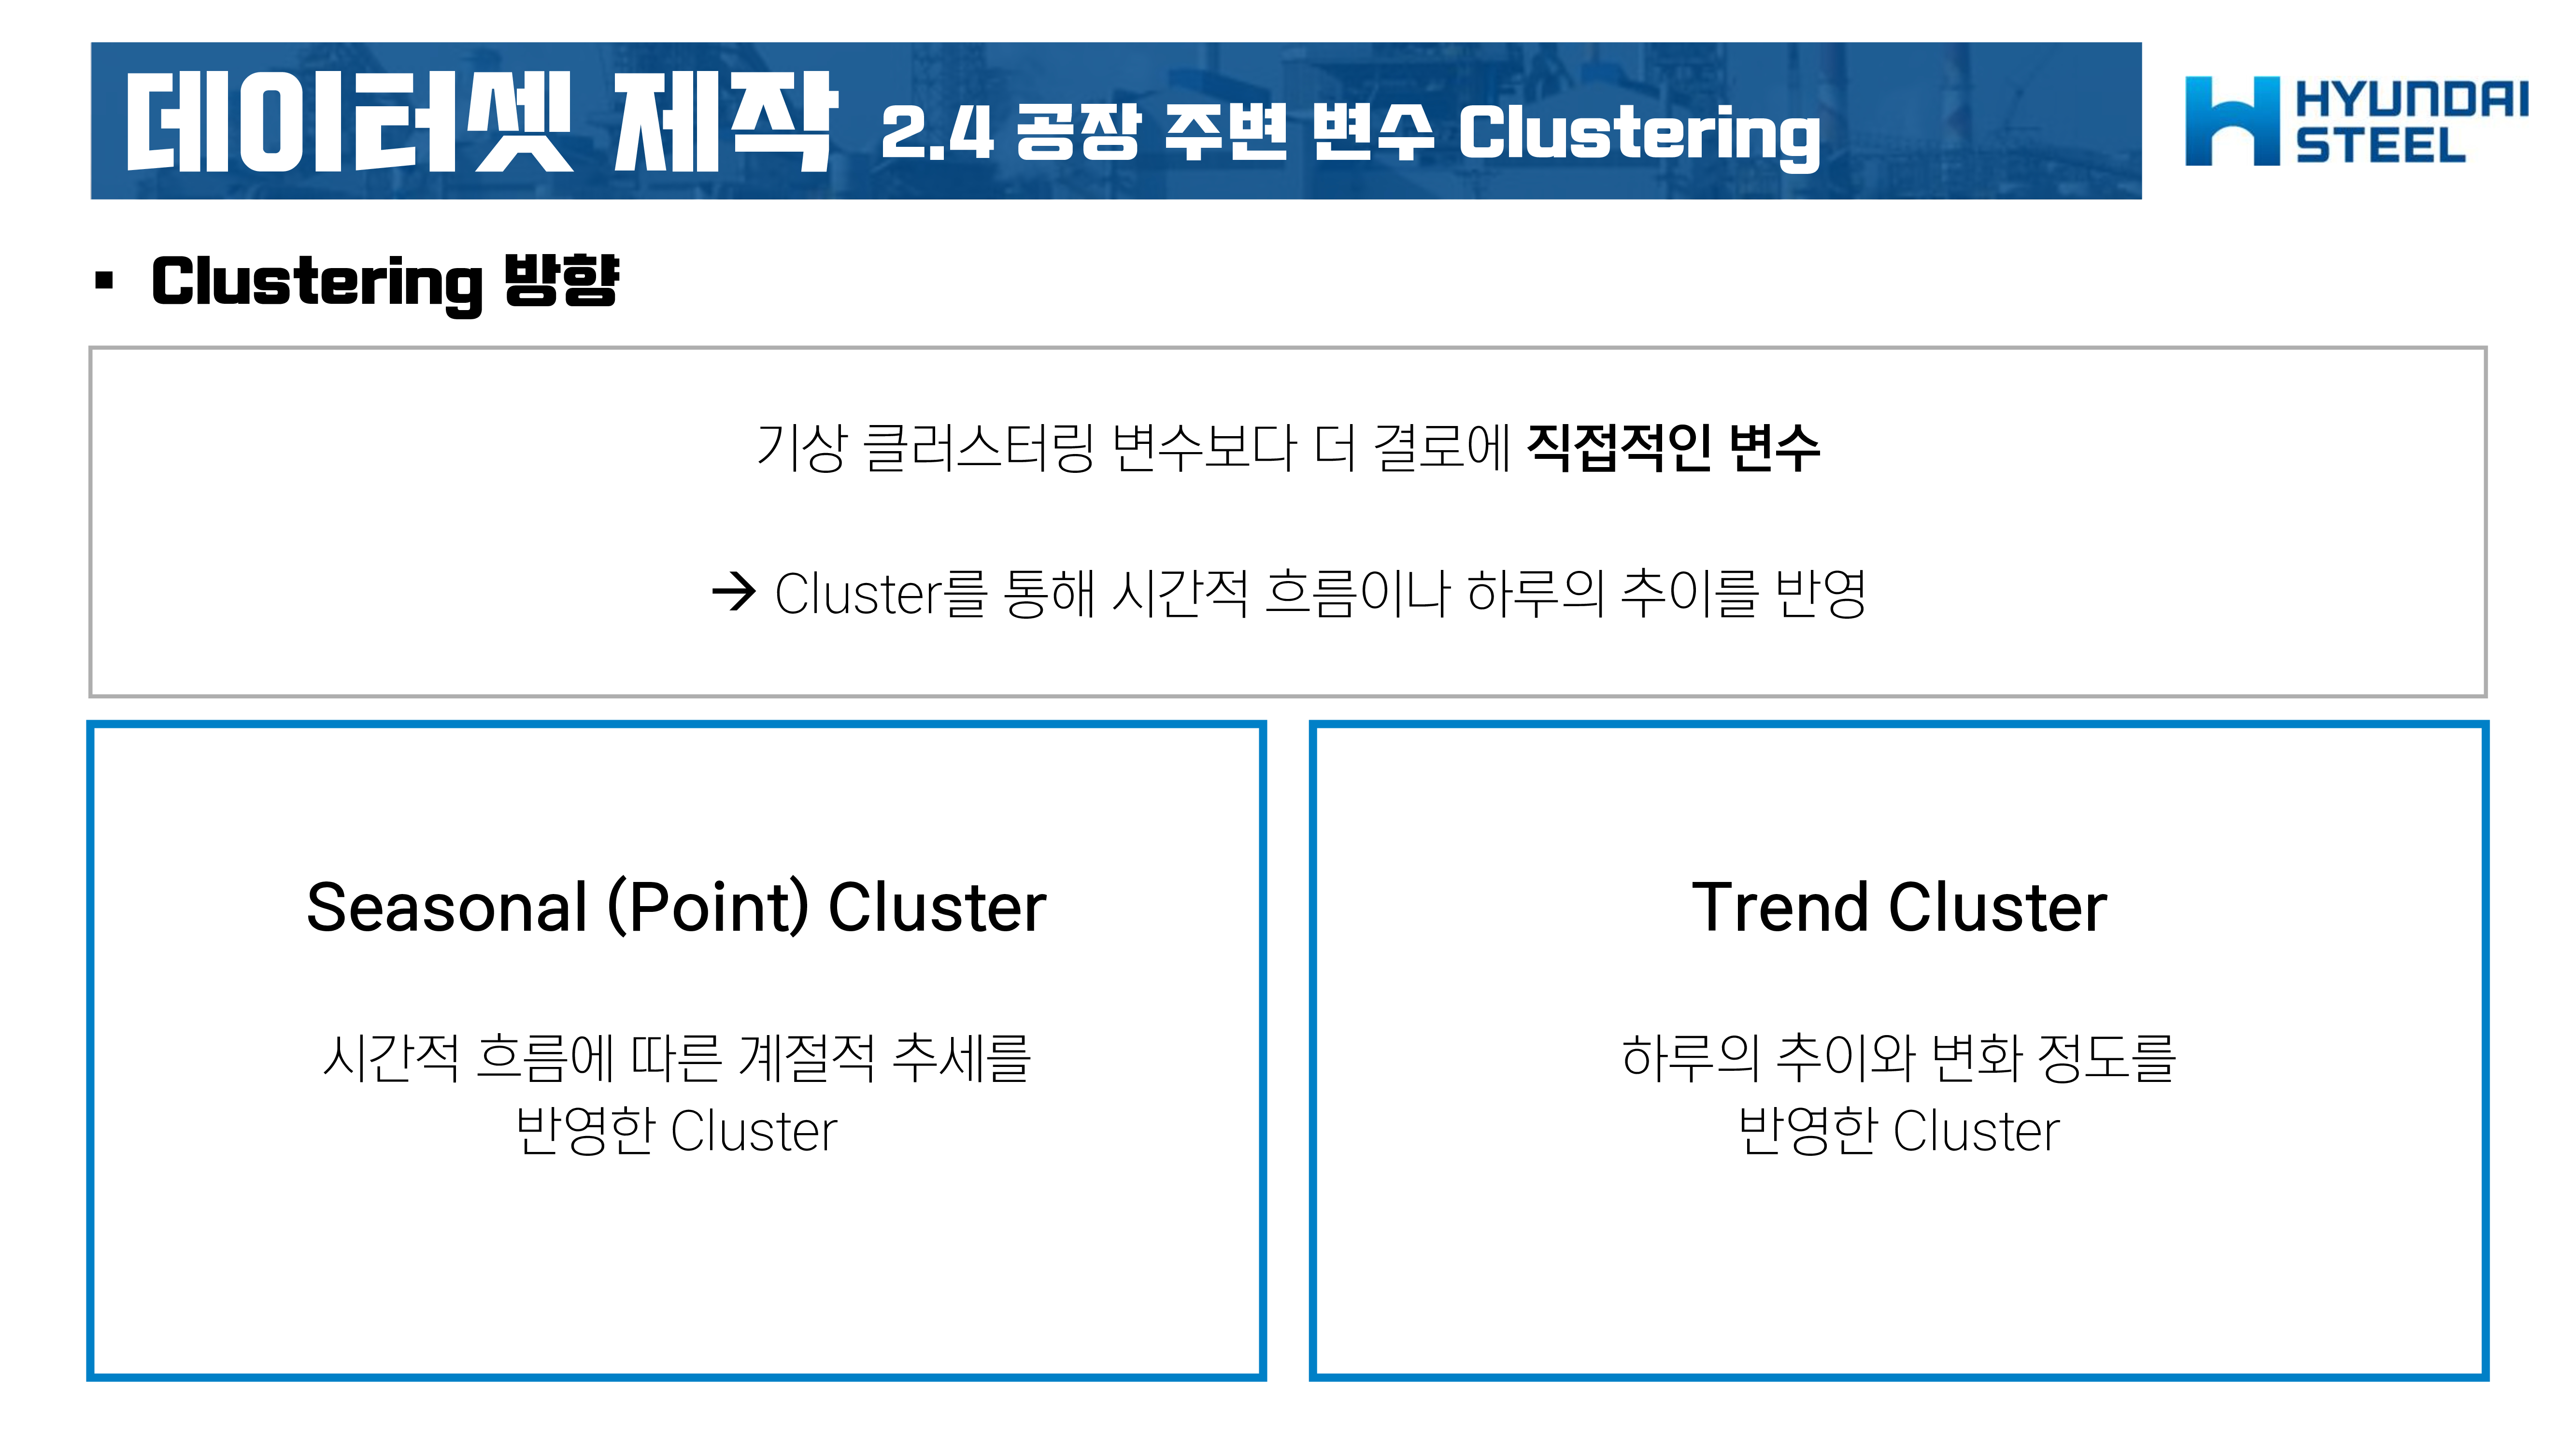 데이터셋 제작 2.4 공장 주변 변수 Clustering
HYUNDAI
STEEL
▪ Clustering 방향
기상 클러스터링 변수보다 더 결로에 직접적인 변수
→ Cluster를 통해 시간적 흐름이나 하루의 추이를 반영
Seasonal (Point) Cluster
시간적 흐름에 따른 계절적 추세를
반영한 Cluster
Trend Cluster
하루의 추이와 변화 정도를
반영한 Cluster